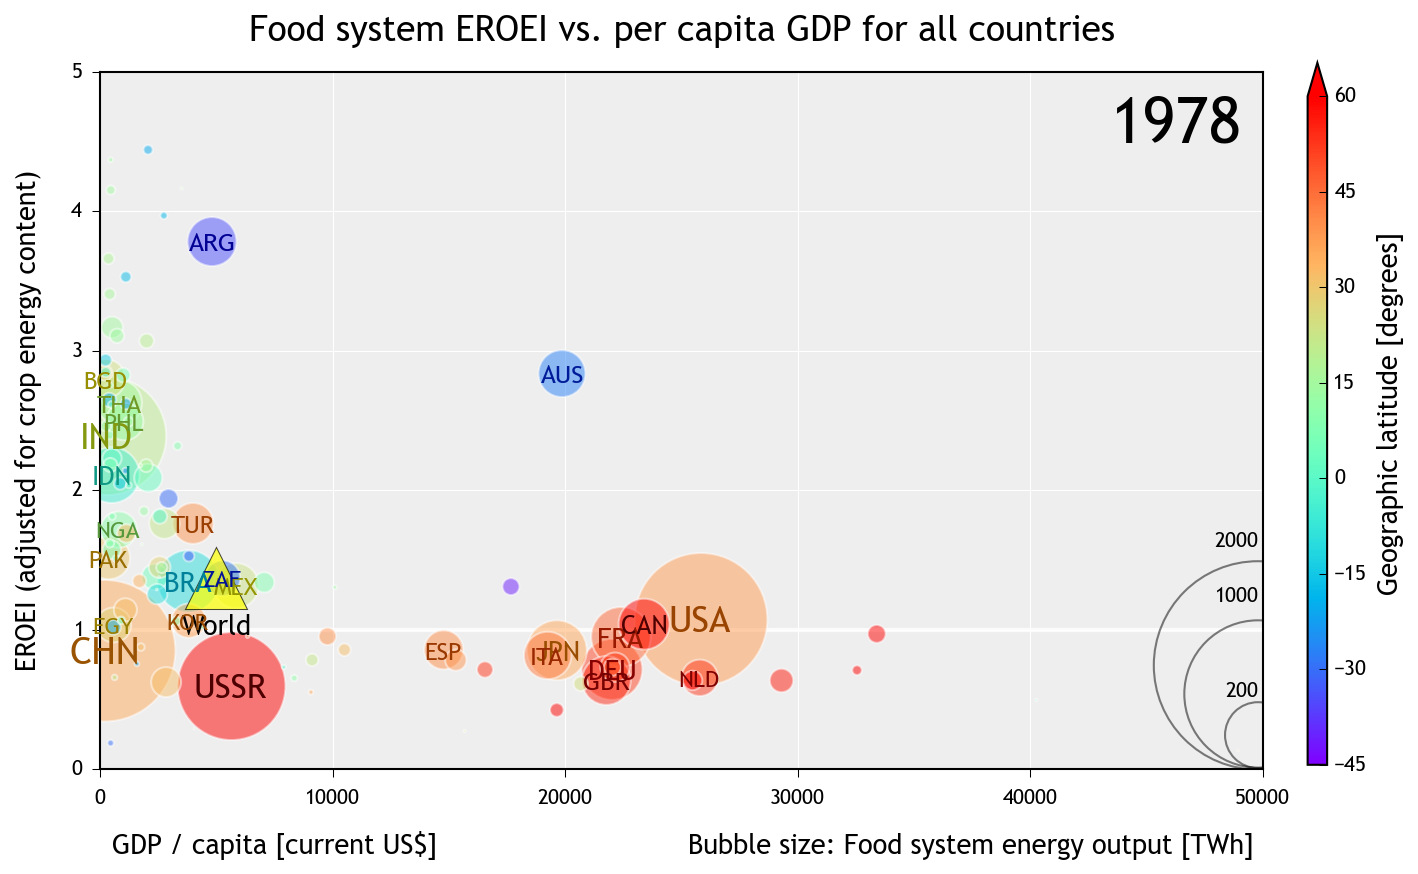 Food system EROEI vs. per capita GDP for all countries
1978
EROEI (adjusted for crop energy content)
5
4
3
2
1
0
ARG
AUS
BGD
THA
PHL
IND
IDN
NGA
TUR
PAK
BRA
ZAF
MEX
EGY
KOR
World
CHN
USSR
ESP
ITA
JPN
FRA
CAN
USA
DEU
GBR
NLD
2000
1000
200
0
10000
20000
30000
40000
50000
GDP / capita [current US$]
Bubble size: Food system energy output [TWh]
60
45
30
15
0
−15
−30
−45
Geographic latitude [degrees]